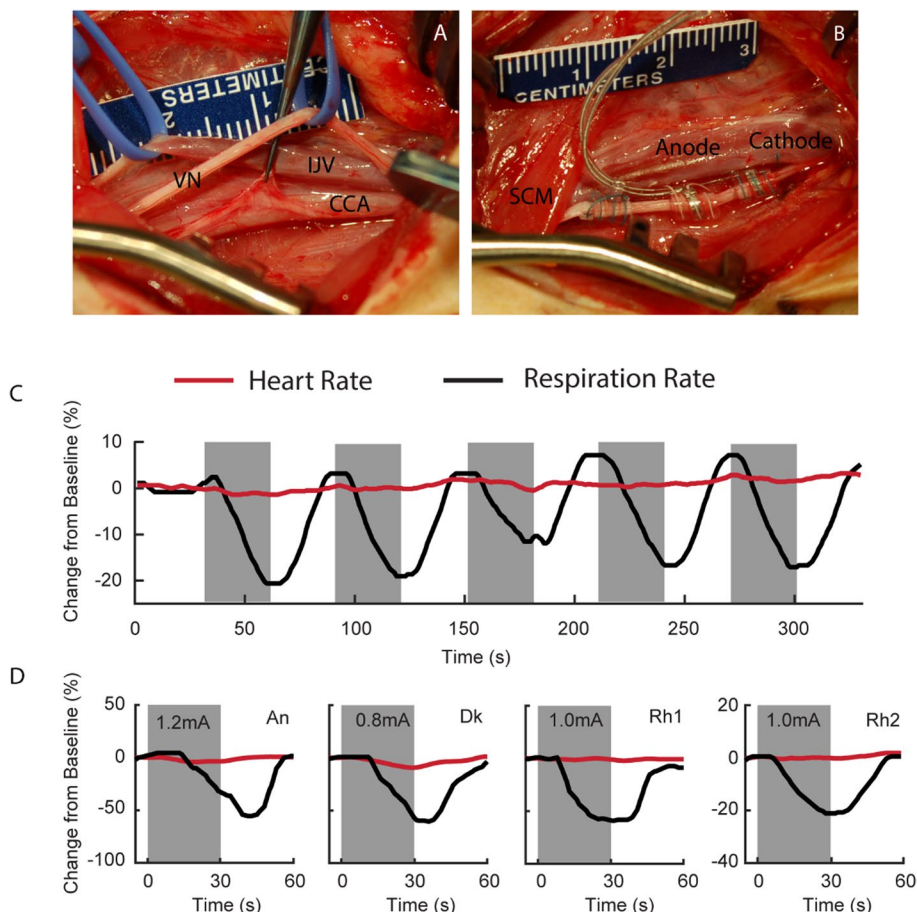 A
CENTIMETERS
1
2
VN
IJV
CCA
B
1
2
3
CENTIMETERS
Anode
Cathode
SCM
Heart Rate
Respiration Rate
C
Change from Baseline (%)
10
0
-10
-20
0
50
100
150
200
250
300
Time (s)
D
Change from Baseline (%)
50
0
-50
-100
1.2mA
An
0
30
60
Time (s)
0.8mA
Dk
0
30
60
Time (s)
1.0mA
Rh1
0
30
60
Time (s)
20
0
-20
-40
1.0mA
Rh2
0
30
60
Time (s)